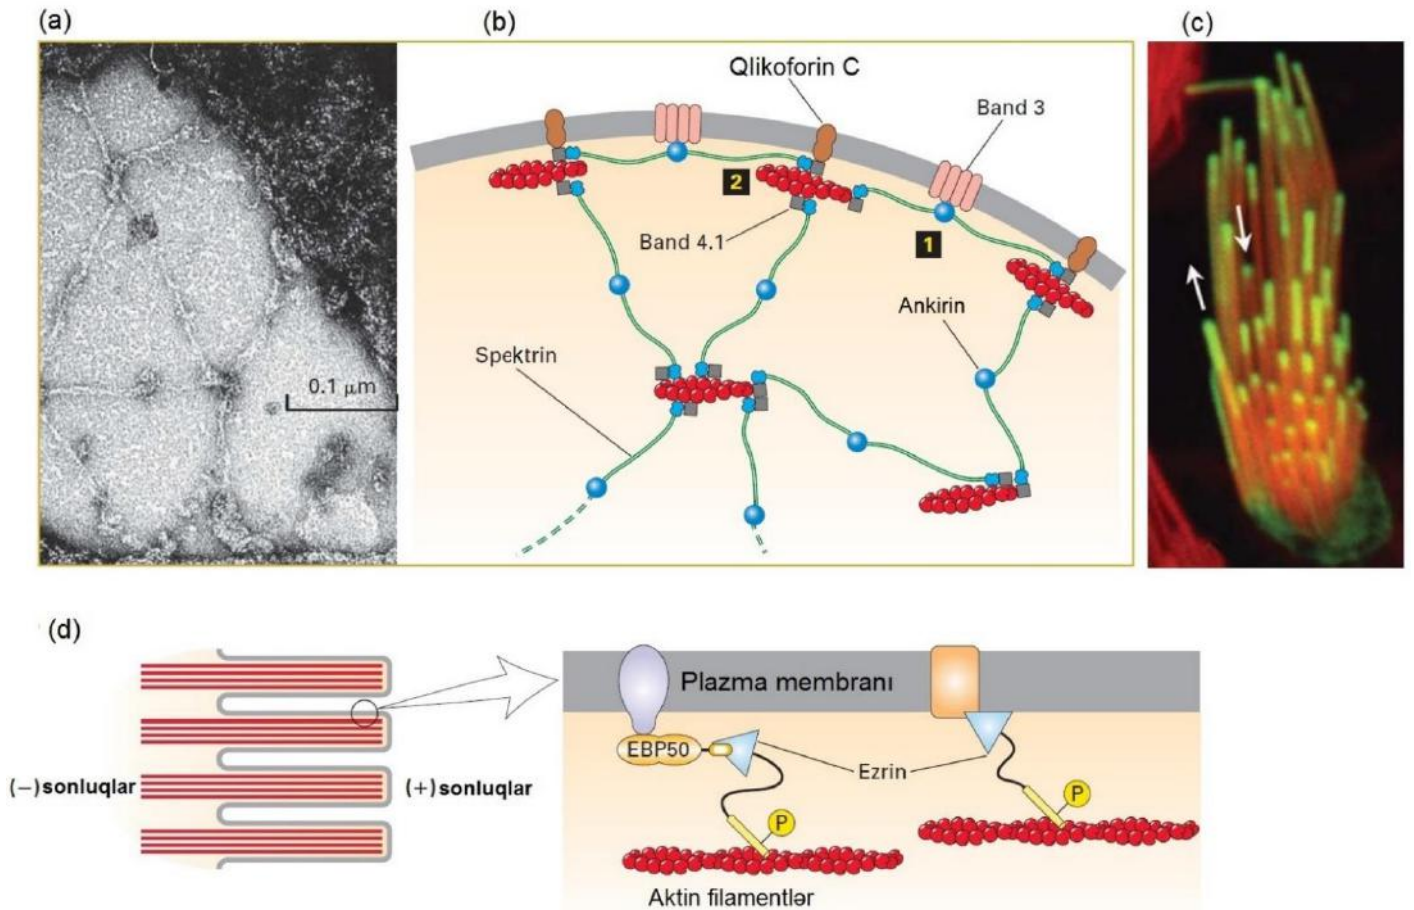 (a)
(b)
(c)
Qlikoforin C
Band 3
2
Band 4.1
1
Ankirin
Spektrin
0.1 µm
(d)
Plazma membranı
EBP50
(−) sonluqlar
(+) sonluqlar
Ezrin
P
P
Aktin filamentlər